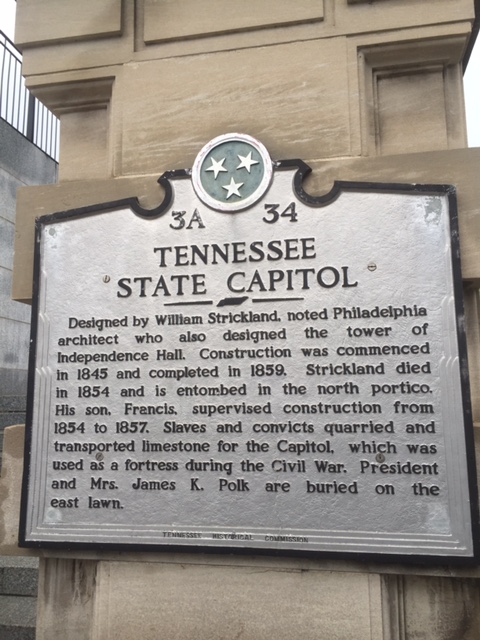 3A 34
TENNESSEE
STATE CAPITOL
Designed by William Strickland, noted Philadelphia
architect who also designed the tower of
Independence Hall. Construction was commenced
in 1845 and completed in 1859. Strickland died
in 1854 and is entombed in the north portico.
His son, Francis, supervised construction from
1854 to 1857. Slaves and convicts quarried and
transported limestone for the Capitol, which was
used as a fortress during the Civil War. President
and Mrs. James K. Polk are buried on the
east lawn.
TENNESSEE HISTORICAL COMMISSION